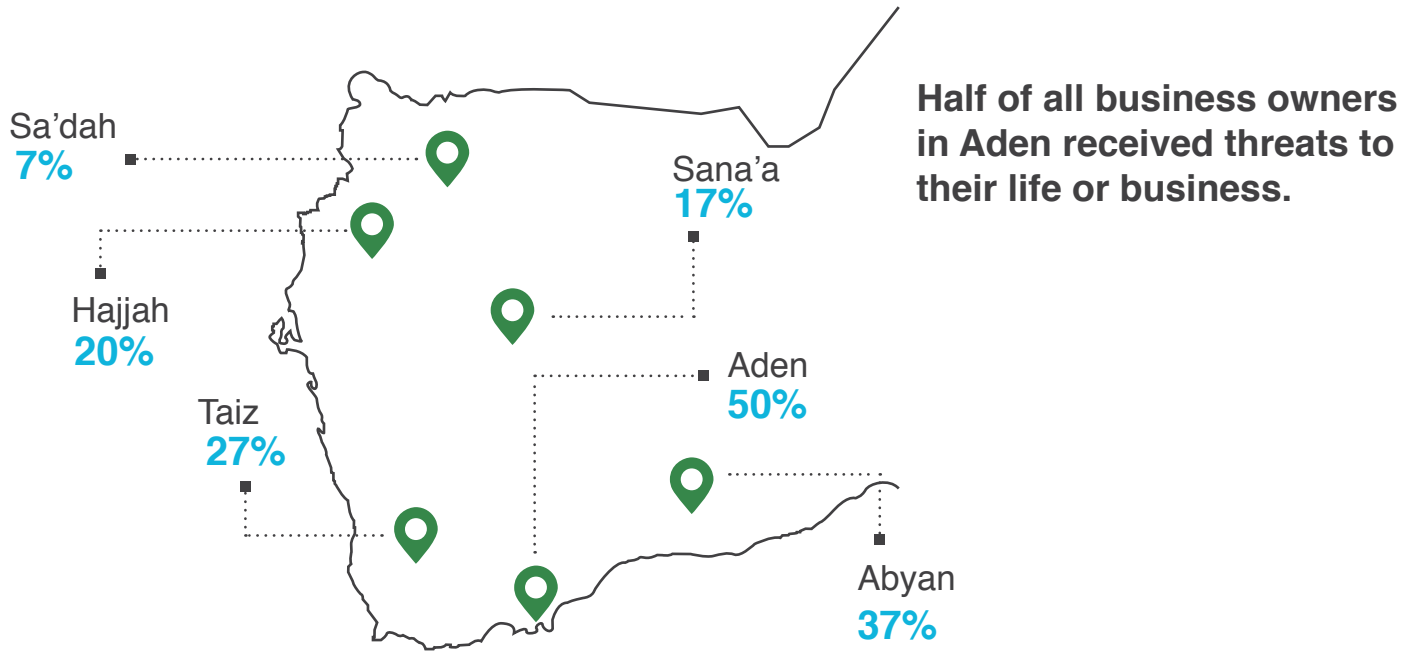 Half of all business owners
in Aden received threats to
their life or business.
Sa’dah
7%
Sana’a
17%
Hajjah
20%
Aden
50%
Taiz
27%
Abyan
37%